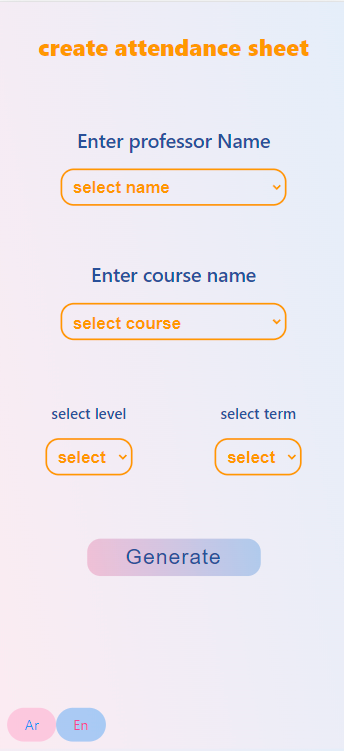 create attendance sheet
Enter professor Name
select name
Enter course name
select course
select level select term
select select
Generate
Ar En